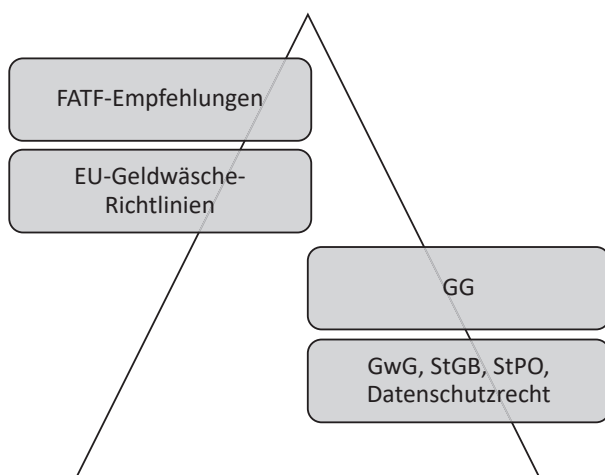 FATF-Empfehlungen
EU-Geldwäsche-
Richtlinien
GG
GwG, StGB, StPO,
Datenschutzrecht